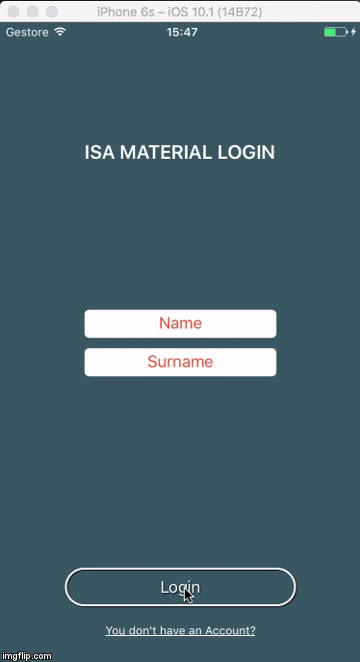 iPhone 6s – iOS 10.1 (14B72)
Gestore 15:47
ISA MATERIAL LOGIN
Name
Surname
Login
You don't have an Account?
imgflip.com